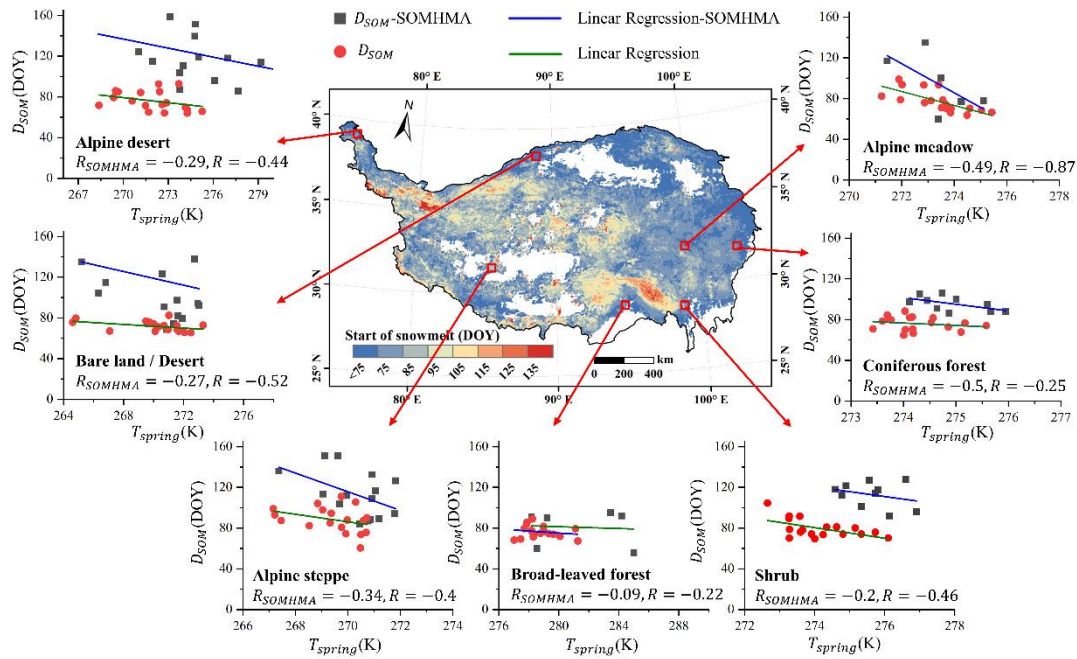 D_SOM-SOMHMA
Linear Regression-SOMHMA
D_SOM
Linear Regression
160
120
80
40
0
D_SOM(DOY)
Alpine desert
R_SOMHMA = −0.29, R = −0.44
267 270 273 276 279
T_spring(K)
160
120
80
40
0
D_SOM(DOY)
Alpine meadow
R_SOMHMA = −0.49, R = −0.87
270 272 274 276 278
T_spring(K)
80° E 90° E 100° E
40° N
35° N
30° N
25° N
40° N
35° N
30° N
25° N
N
Start of snowmelt (DOY)
<75 75 85 95 105 115 135
0 200 400
km
80° E 90° E 100° E
160
120
80
40
0
D_SOM(DOY)
Bare land / Desert
R_SOMHMA = −0.27, R = −0.52
264 267 270 273 276
T_spring(K)
160
120
80
40
0
D_SOM(DOY)
Coniferous forest
R_SOMHMA = −0.5, R = −0.25
273 274 275 276 277
T_spring(K)
160
120
80
40
0
D_SOM(DOY)
Alpine steppe
R_SOMHMA = −0.34, R = −0.4
266 268 270 272 274
T_spring(K)
160
120
80
40
0
D_SOM(DOY)
Broad-leaved forest
R_SOMHMA = −0.09, R = −0.22
276 280 284 288
T_spring(K)
160
120
80
40
0
D_SOM(DOY)
Shrub
R_SOMHMA = −0.2, R = −0.46
272 274 276 278
T_spring(K)